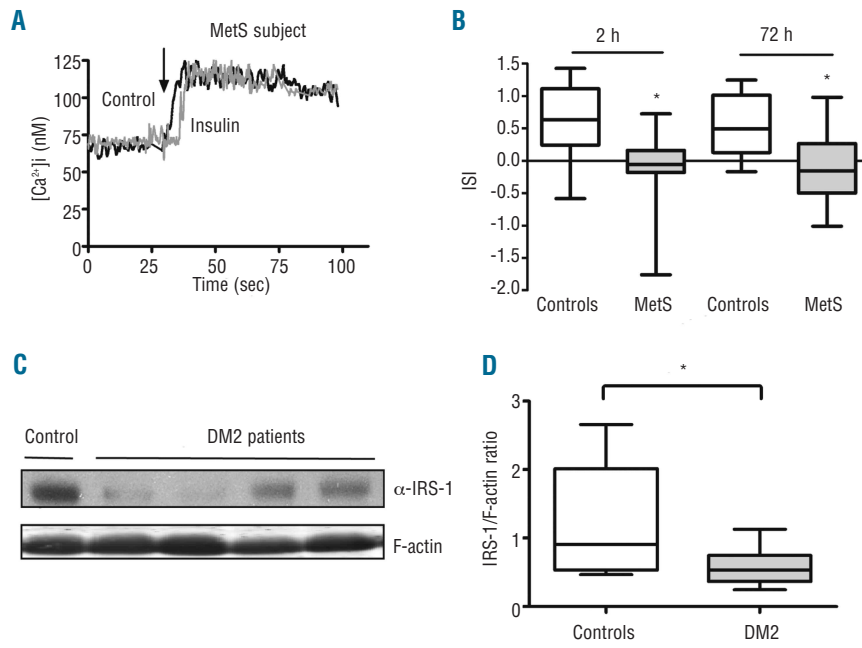 A
MetS subject
125
100
75
50
25
0
[Ca²⁺]i (nM)
Control
Insulin
0 25 50 75 100
Time (sec)
B
2 h 72 h
* *
1.5
1.0
0.5
0.0
-0.5
-1.0
-1.5
-2.0
ISI
Controls MetS Controls MetS
C
Control DM2 patients
α-IRS-1
F-actin
D
*
3
2
1
0
IRS-1/F-actin ratio
Controls DM2